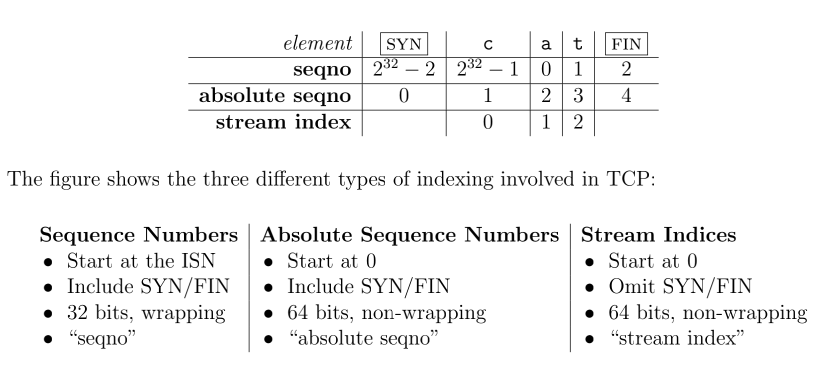 element SYN c a t FIN
seqno 2^32 − 2 2^32 − 1 0 1 2
absolute seqno 0 1 2 3 4
stream index 0 1 2
The figure shows the three different types of indexing involved in TCP:
Sequence Numbers Absolute Sequence Numbers Stream Indices
• Start at the ISN • Start at 0 • Start at 0
• Include SYN/FIN • Include SYN/FIN • Omit SYN/FIN
• 32 bits, wrapping • 64 bits, non-wrapping • 64 bits, non-wrapping
• “seqno” • “absolute seqno” • “stream index”